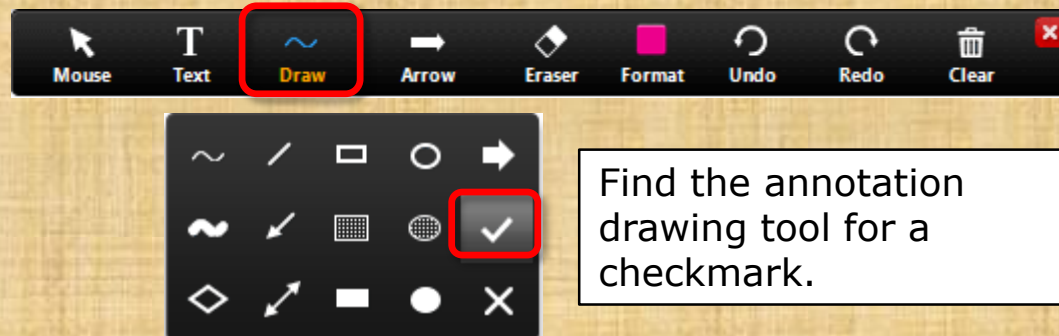 Mouse Text Draw Arrow Eraser Format Undo Redo Clear
Find the annotation
drawing tool for a
checkmark.